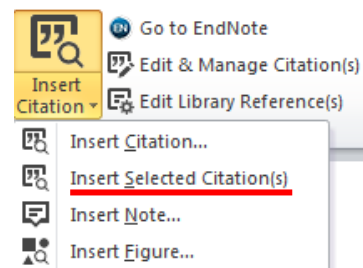 EN Go to EndNote
Edit & Manage Citation(s)
Insert
Citation
Edit Library Reference(s)
Insert Citation...
Insert Selected Citation(s)
Insert Note...
Insert Figure...